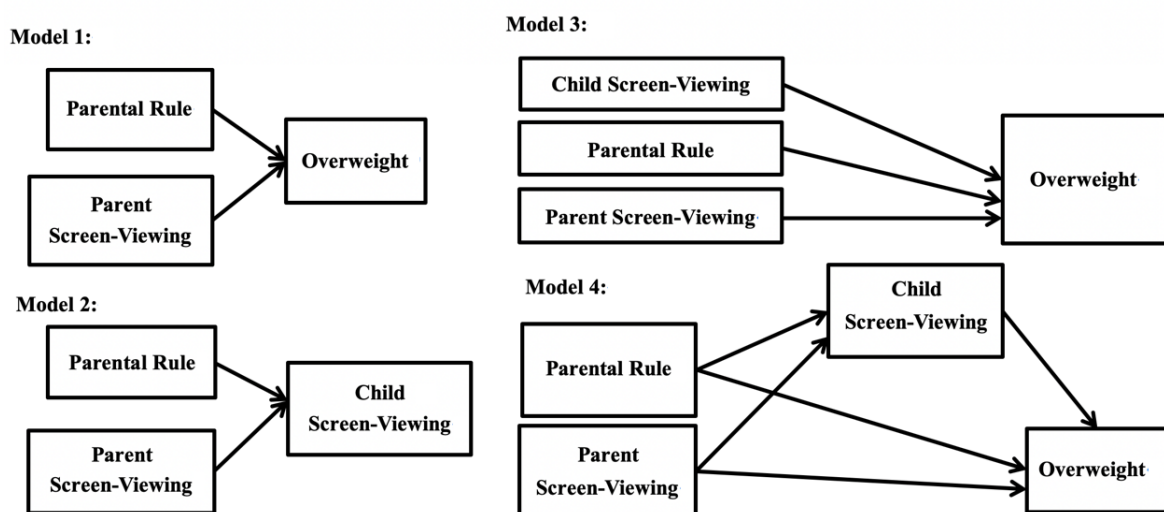 Model 1:
Parental Rule
Parent
Screen-Viewing
Overweight
Model 2:
Parental Rule
Parent
Screen-Viewing
Child
Screen-Viewing
Model 3:
Child Screen-Viewing
Parental Rule
Parent Screen-Viewing
Overweight
Model 4:
Parental Rule
Parent
Screen-Viewing
Child
Screen-Viewing
Overweight